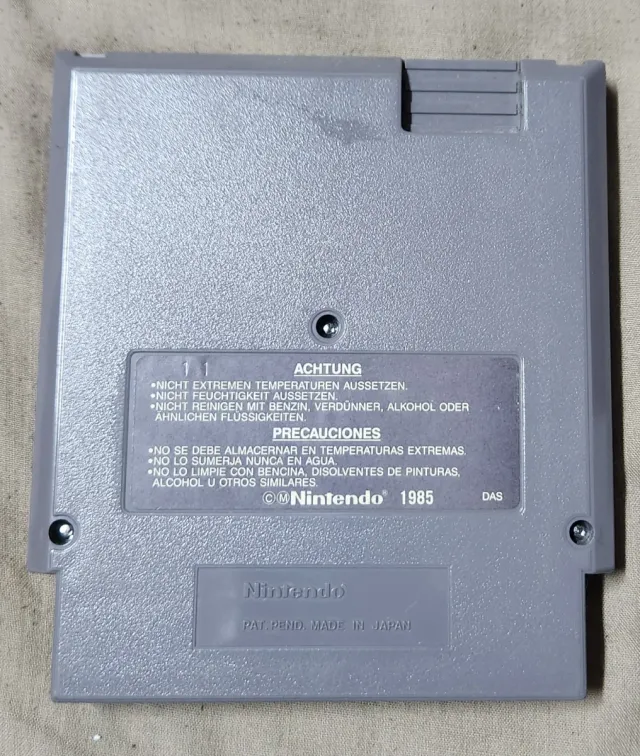 11
ACHTUNG
•NICHT EXTREMEN TEMPERATUREN AUSSETZEN.
•NICHT FEUCHTIGKEIT AUSSETZEN.
•NICHT REINIGEN MIT BENZIN, VERDÜNNER, ALKOHOL ODER
ÄHNLICHEN FLÜSSIGKEITEN.
PRECAUCIONES
•NO SE DEBE ALMACERNAR EN TEMPERATURAS EXTREMAS.
•NO LO SUMERJA NUNCA EN AGUA.
•NO LO LIMPIE CON BENCINA, DISOLVENTES DE PINTURAS,
ALCOHOL U OTROS SIMILARES.
©ⓂNintendo® 1985 DAS
Nintendo
PAT. PEND. MADE IN JAPAN